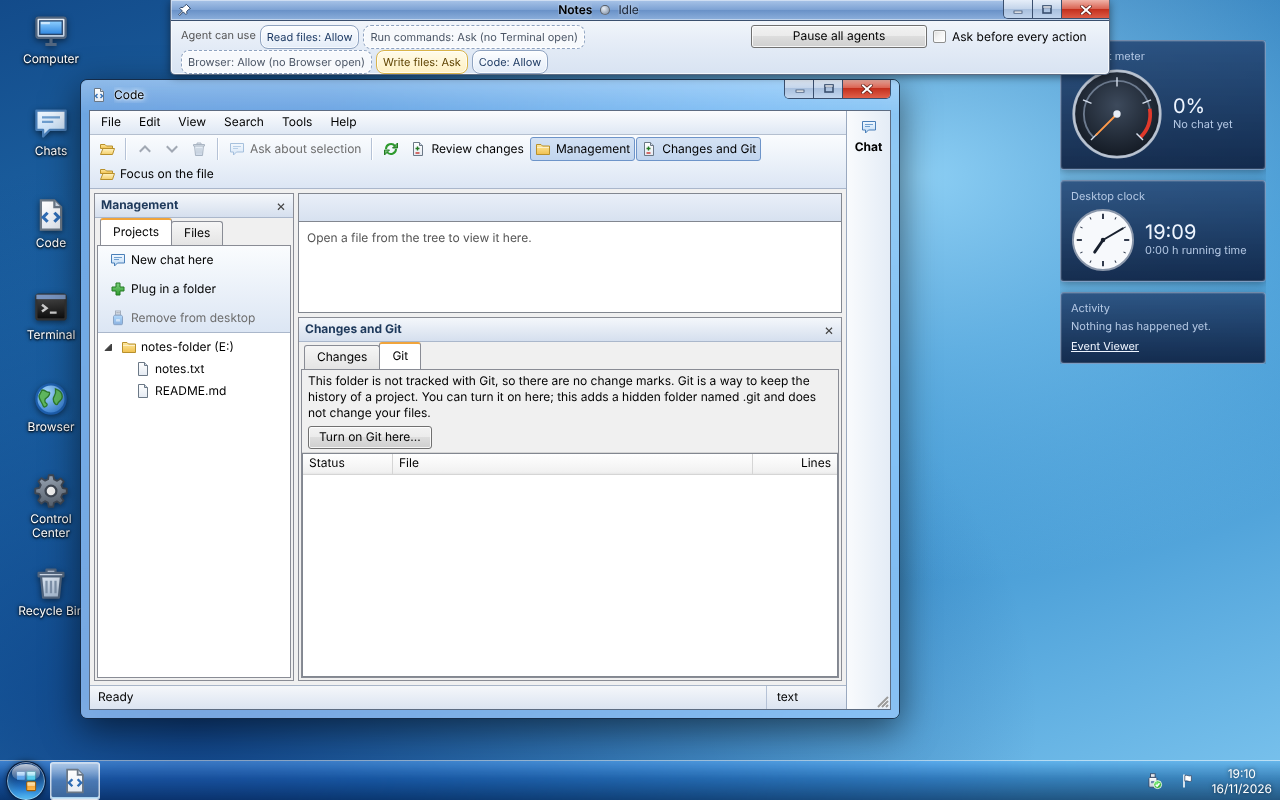 Notes Idle
Agent can use Read files: Allow Run commands: Ask (no Terminal open)
Browser: Allow (no Browser open) Write files: Ask Code: Allow
Pause all agents Ask before every action
Computer
Chats
Code
Terminal
Browser
Control
Center
Recycle Bin
Code
File Edit View Search Tools Help
Ask about selection Review changes Management Changes and Git
Focus on the file
Management
Projects Files
New chat here
Plug in a folder
Remove from desktop
notes-folder (E:)
notes.txt
README.md
Open a file from the tree to view it here.
Changes and Git
Changes Git
This folder is not tracked with Git, so there are no change marks. Git is a way to keep the
history of a project. You can turn it on here; this adds a hidden folder named .git and does
not change your files.
Turn on Git here...
Status File Lines
Ready text
Chat
meter
0%
No chat yet
Desktop clock
19:09
0:00 h running time
Activity
Nothing has happened yet.
Event Viewer
19:10
16/11/2026